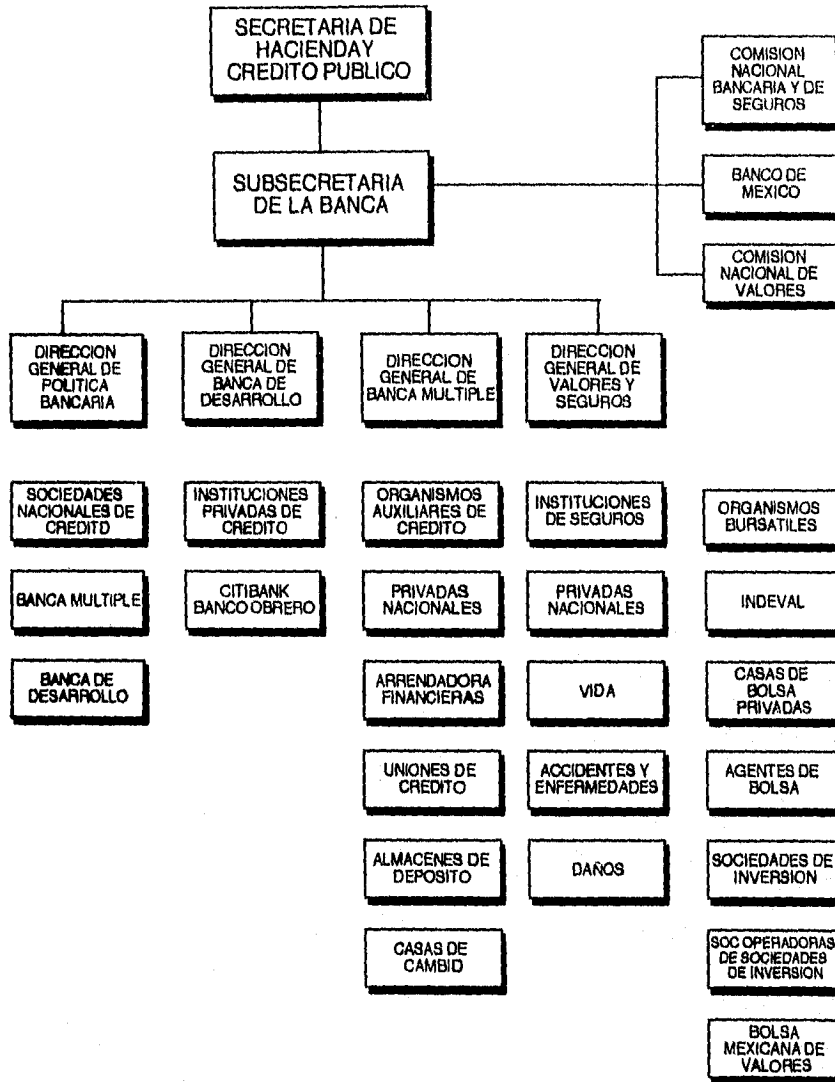 SECRETARIA DE
HACIENDA Y
CREDITO PUBLICO
COMISION
NACIONAL
BANCARIA Y DE
SEGUROS
SUBSECRETARIA
DE LA BANCA
BANCO DE
MEXICO
COMISION
NACIONAL DE
VALORES
DIRECCION
GENERAL DE
POLITICA
BANCARIA
DIRECCION
GENERAL DE
BANCA DE
DESARROLLO
DIRECCION
GENERAL DE
BANCA MULTIPLE
DIRECCION
GENERAL DE
VALORES Y
SEGUROS
SOCIEDADES
NACIONALES DE
CREDITO
INSTITUCIONES
PRIVADAS DE
CREDITO
ORGANISMOS
AUXILIARES DE
CREDITO
INSTITUCIONES
DE SEGUROS
ORGANISMOS
BURSATILES
BANCA MULTIPLE
CITIBANK
BANCO OBRERO
PRIVADAS
NACIONALES
PRIVADAS
NACIONALES
INDEVAL
BANCA DE
DESARROLLO
ARRENDADORA
FINANCIERAS
VIDA
CASAS DE
BOLSA
PRIVADAS
UNIONES DE
CREDITO
ACCIDENTES Y
ENFERMEDADES
AGENTES DE
BOLSA
ALMACENES DE
DEPOSITO
DAÑOS
SOCIEDADES DE
INVERSION
CASAS DE
CAMBIO
SOC OPERADORAS
DE SOCIEDADES
DE INVERSION
BOLSA
MEXICANA DE
VALORES